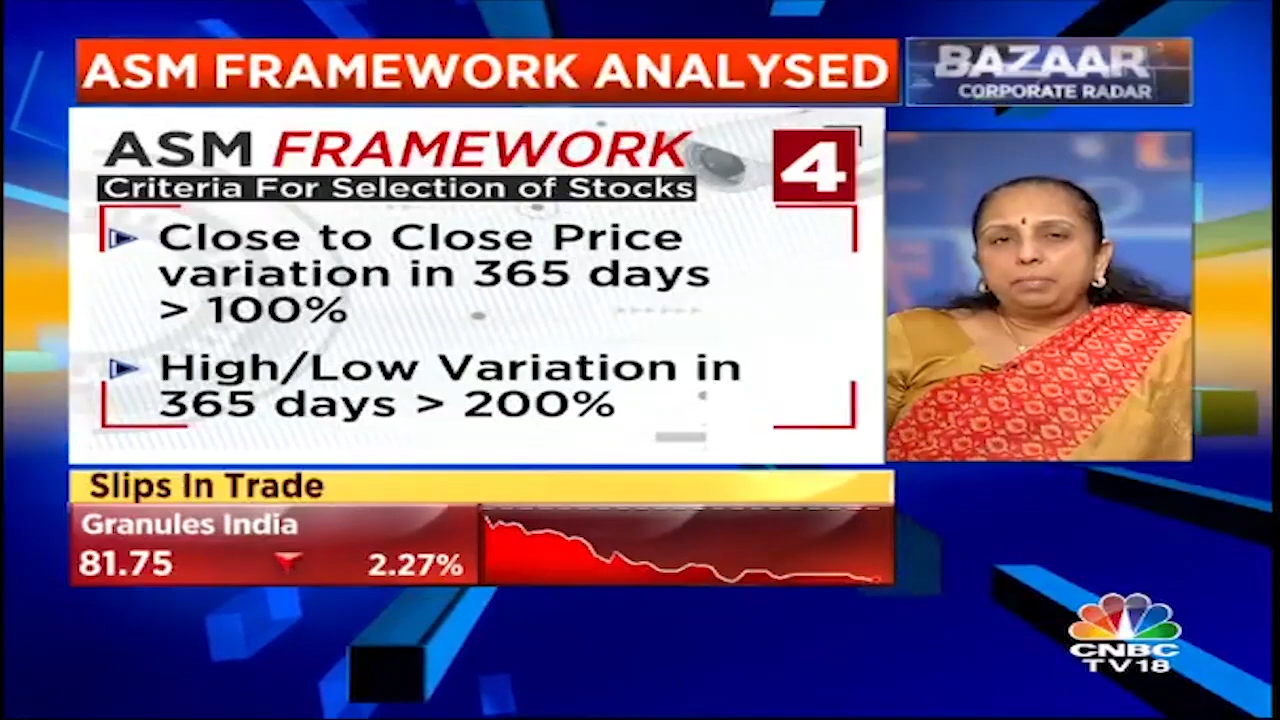 ASM FRAMEWORK ANALYSED
BAZAAR
CORPORATE RADAR
ASM FRAMEWORK
4
Criteria For Selection of Stocks
Close to Close Price
variation in 365 days
> 100%
High/Low Variation in
365 days > 200%
Slips In Trade
Granules India
81.75
2.27%
CNBC
TV18